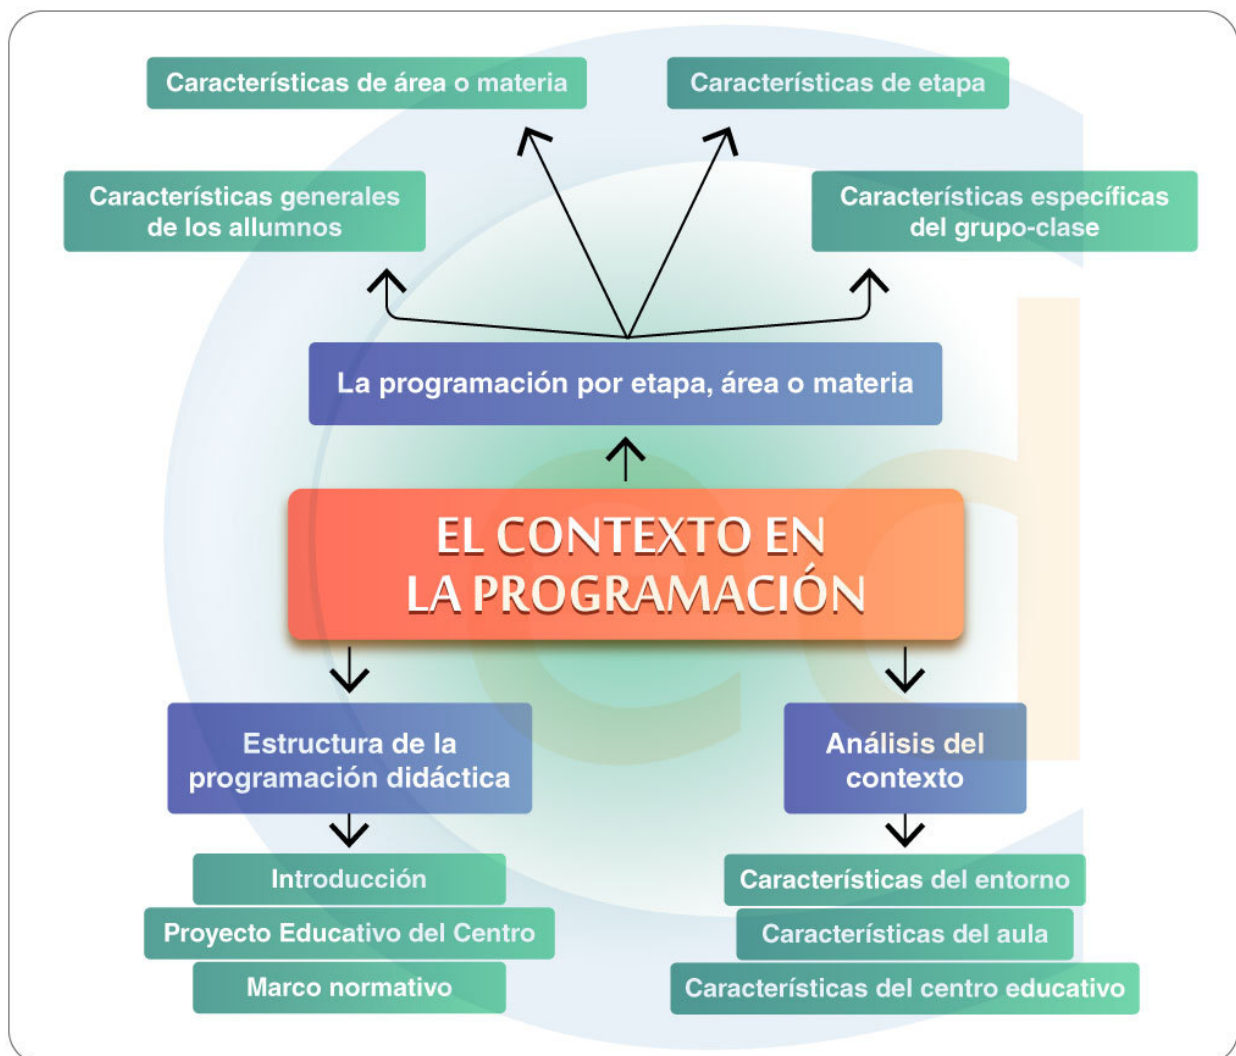 Características de área o materia
Características de etapa
Características generales
de los allumnos
Características específicas
del grupo-clase
La programación por etapa, área o materia
EL CONTEXTO EN
LA PROGRAMACIÓN
Estructura de la
programación didáctica
Análisis del
contexto
Introducción
Proyecto Educativo del Centro
Marco normativo
Características del entorno
Características del aula
Características del centro educativo